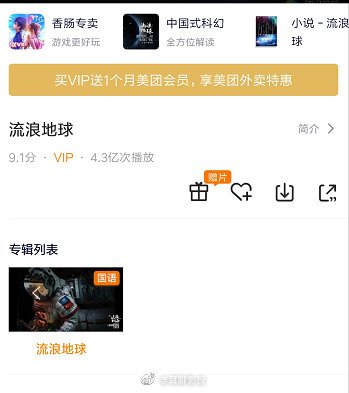 香肠专卖
游戏更好玩
中国式科幻
全方位解读
小说 - 流浪
球
买VIP送1个月美团会员，享美团外卖特惠
流浪地球
简介
9.1分 · VIP · 4.3亿次播放
赠片
专辑列表
国语
流浪地球